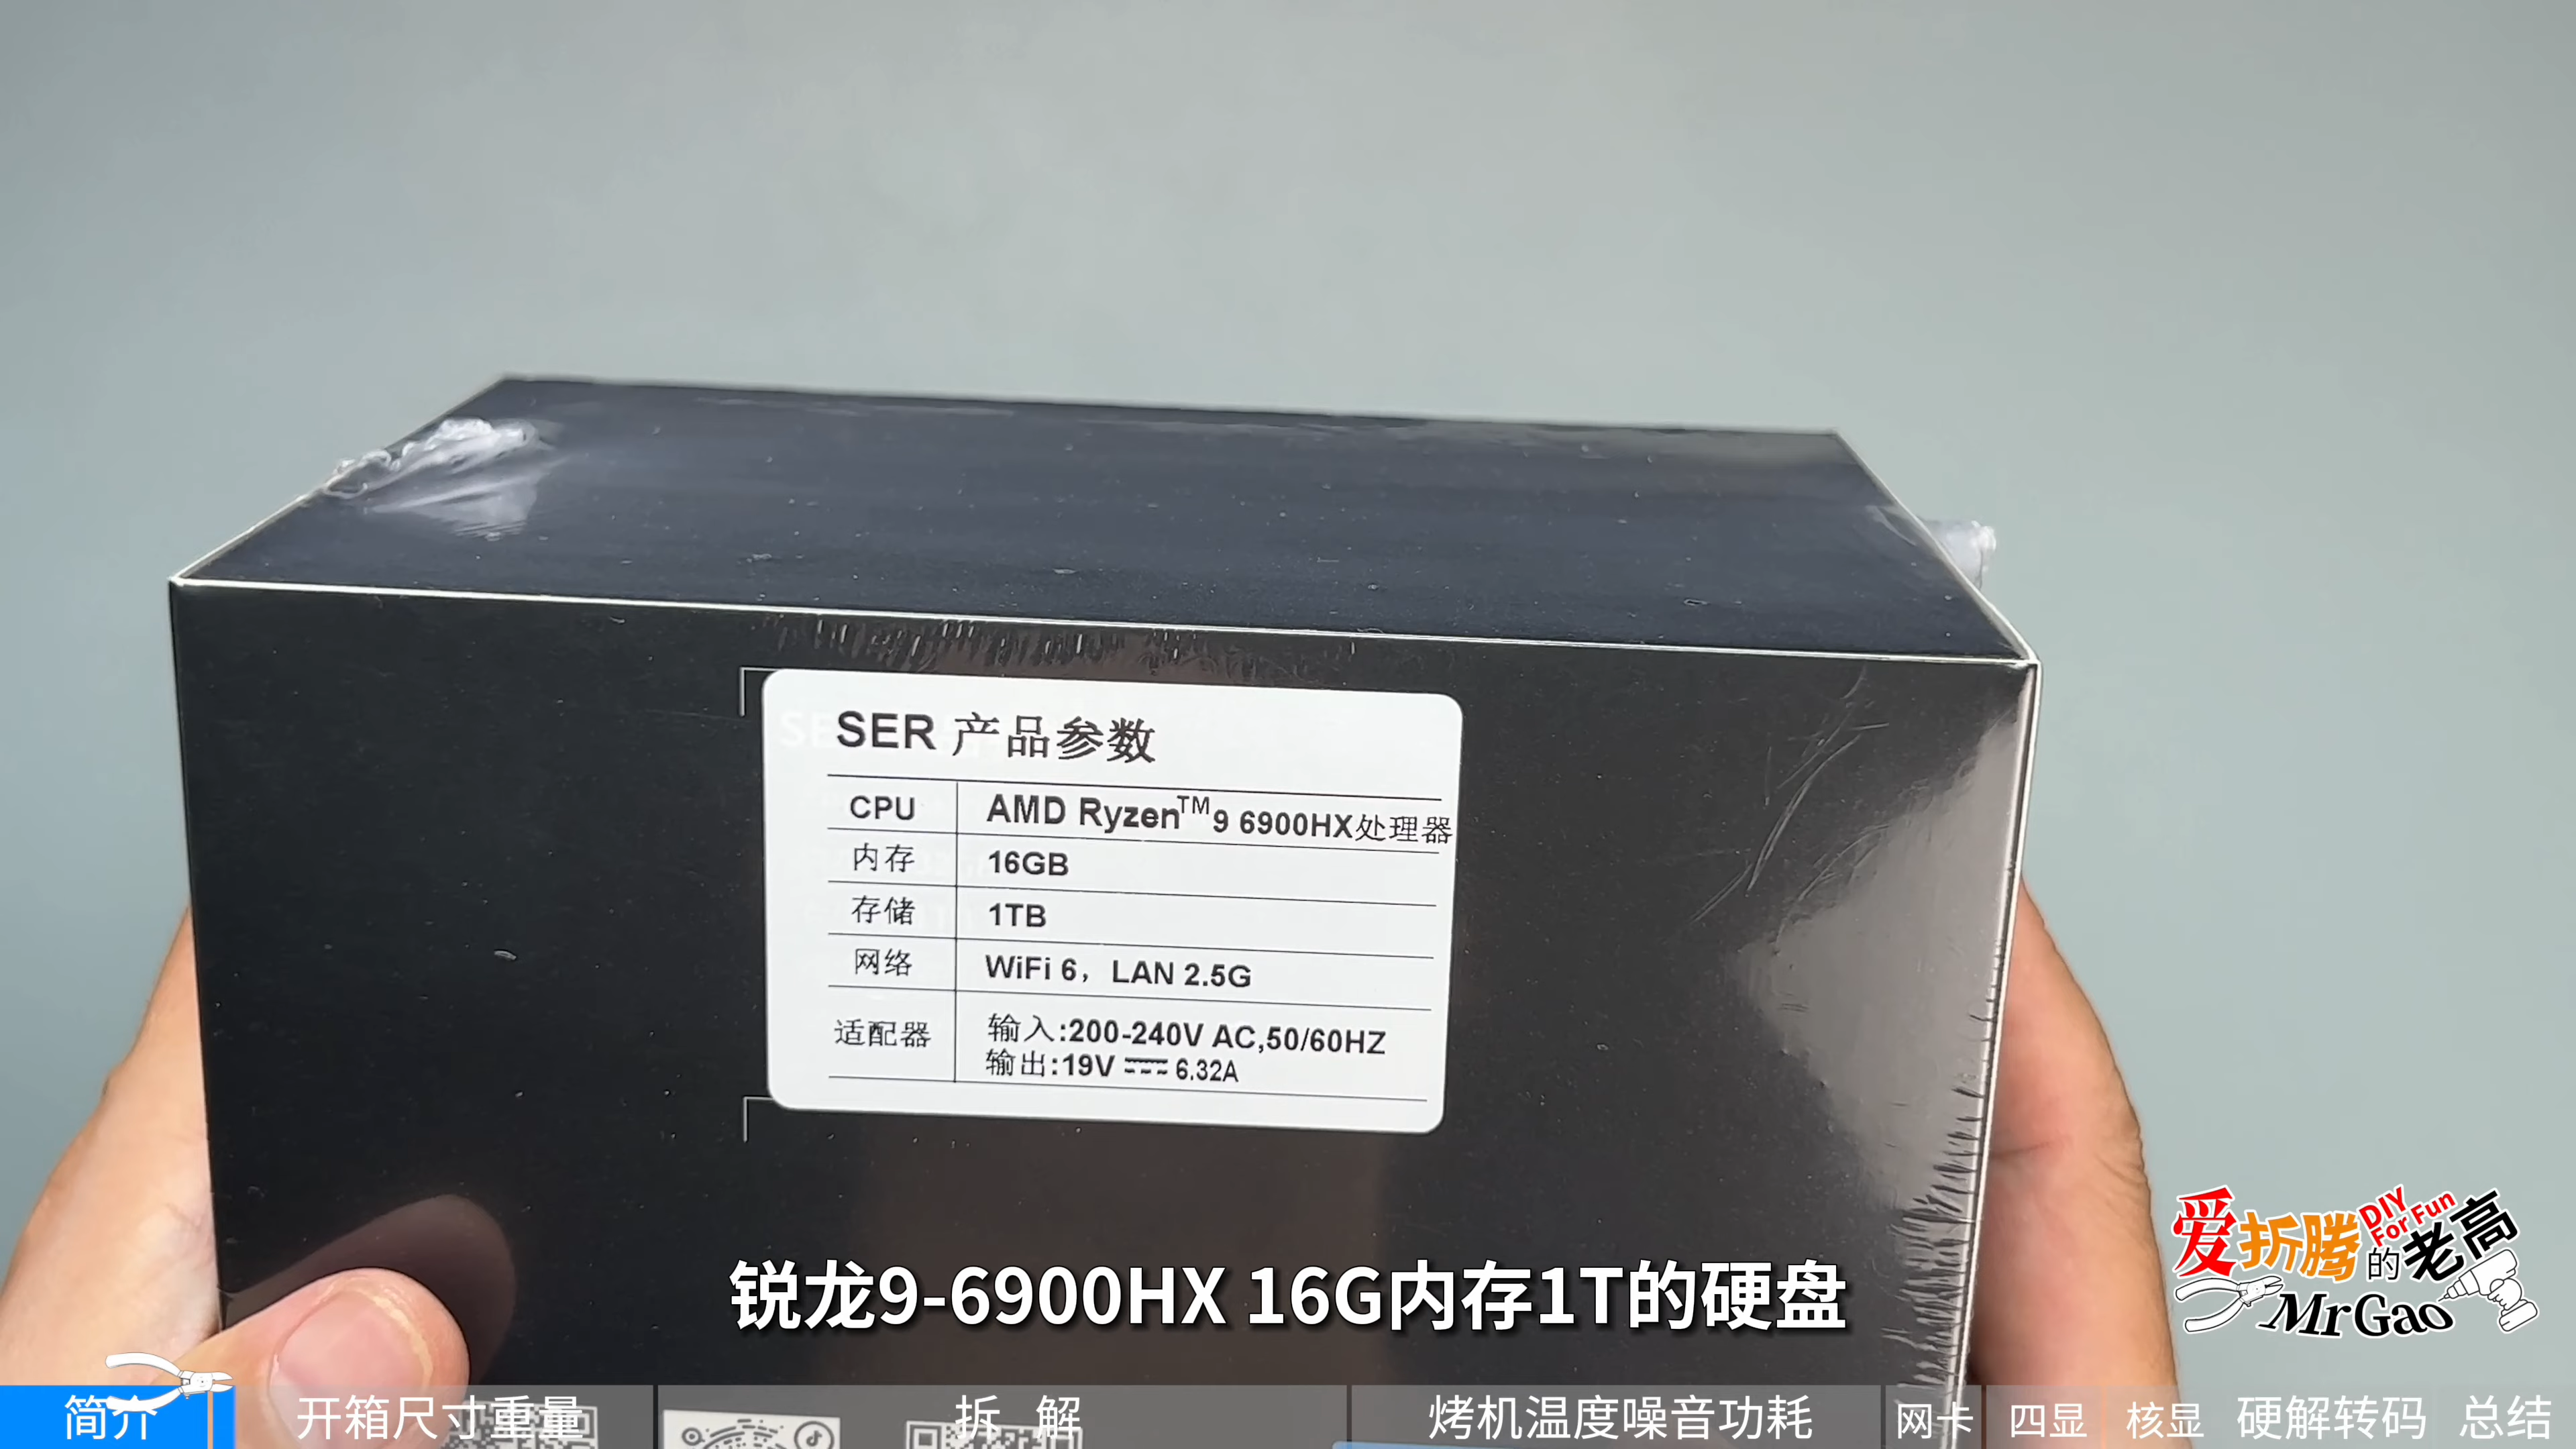 SER 产品参数
CPU AMD Ryzen™ 9 6900HX处理器
内存 16GB
存储 1TB
网络 WiFi 6，LAN 2.5G
适配器 输入:200-240V AC,50/60HZ
输出:19V ⎓ 6.32A
爱折腾的老高
DIY For Fun
MrGao
锐龙9-6900HX 16G内存1T的硬盘
简介 开箱尺寸重量 拆 解 烤机温度噪音功耗 网卡 四显 核显 硬解转码 总结